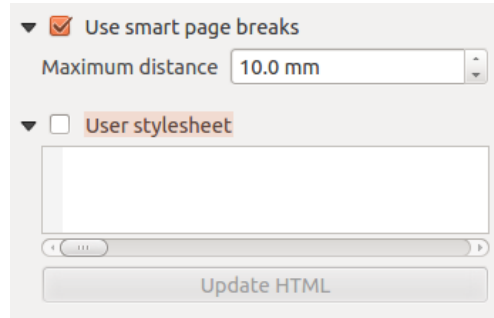 Use smart page breaks
Maximum distance 10.0 mm
User stylesheet
Update HTML